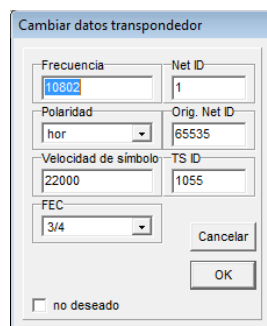 Cambiar datos transpondedor
Frecuencia Net ID
10802 1
Polaridad Orig. Net ID
hor 65535
Velocidad de símbolo TS ID
22000 1055
FEC
3/4
Cancelar
OK
no deseado